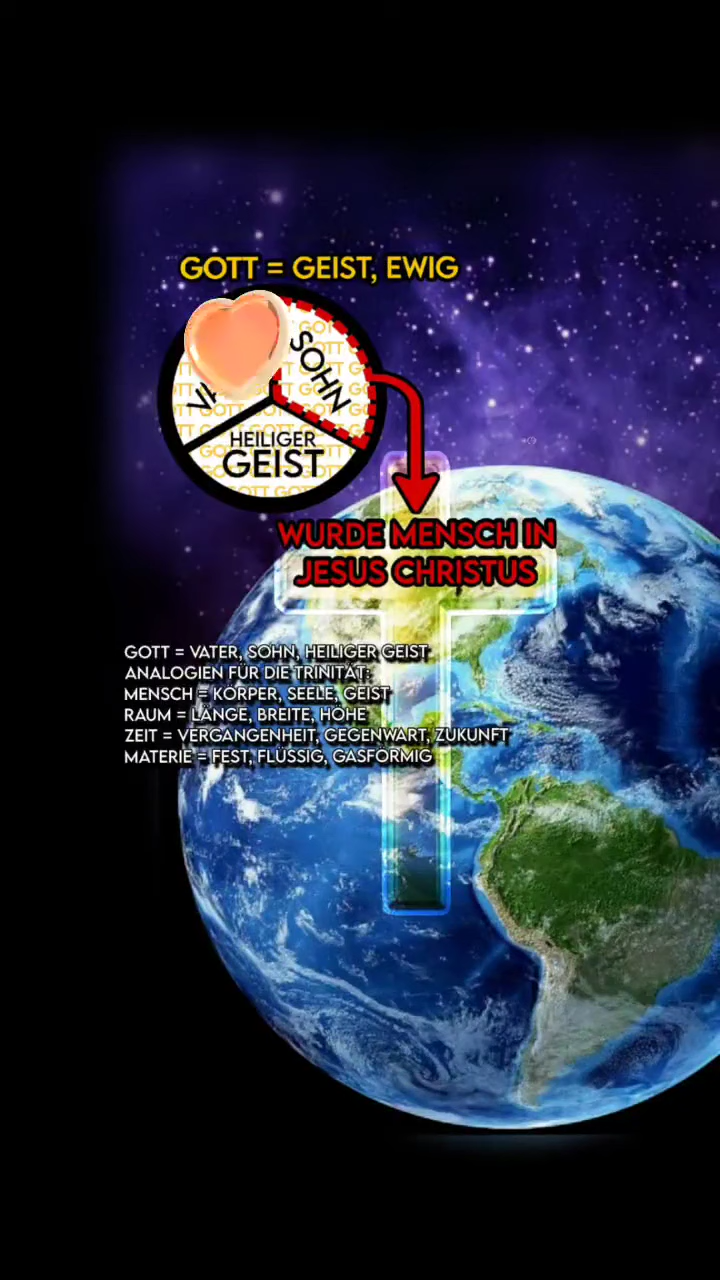 GOTT = GEIST, EWIG
SOHN
HEILIGER
GEIST
WURDE MENSCH IN
JESUS CHRISTUS
GOTT = VATER, SOHN, HEILIGER GEIST
ANALOGIEN FÜR DIE TRINITÄT:
MENSCH = KÖRPER, SEELE, GEIST
RAUM = LÄNGE, BREITE, HÖHE
ZEIT = VERGANGENHEIT, GEGENWART, ZUKUNFT
MATERIE = FEST, FLÜSSIG, GASFÖRMIG